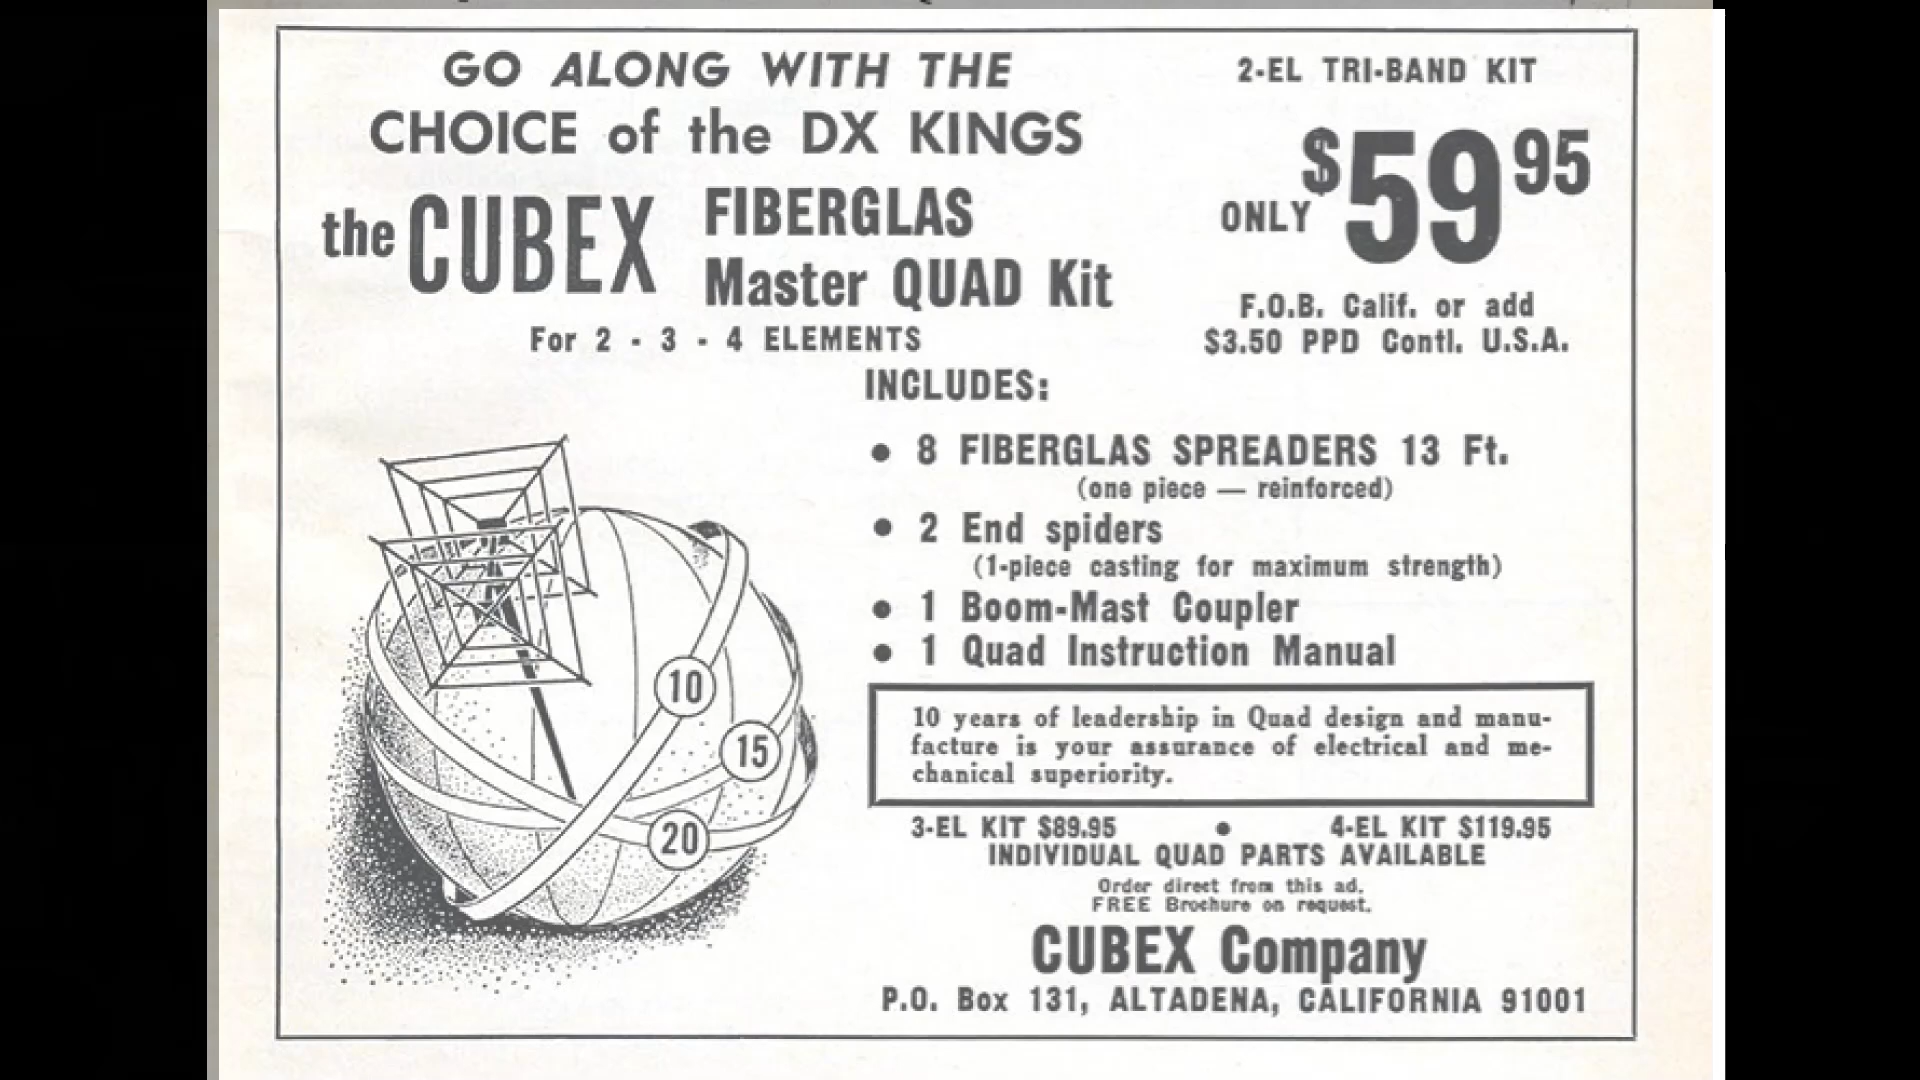 GO ALONG WITH THE
CHOICE of the DX KINGS
the CUBEX FIBERGLAS
Master QUAD Kit
For 2 - 3 - 4 ELEMENTS
2-EL TRI-BAND KIT
ONLY $59 95
F.O.B. Calif. or add
$3.50 PPD Contl. U.S.A.
INCLUDES:
• 8 FIBERGLAS SPREADERS 13 Ft.
(one piece — reinforced)
• 2 End spiders
(1-piece casting for maximum strength)
• 1 Boom-Mast Coupler
• 1 Quad Instruction Manual
10
15
20
10 years of leadership in Quad design and manu-
facture is your assurance of electrical and me-
chanical superiority.
3-EL KIT $89.95 • 4-EL KIT $119.95
INDIVIDUAL QUAD PARTS AVAILABLE
Order direct from this ad.
FREE Brochure on request.
CUBEX Company
P.O. Box 131, ALTADENA, CALIFORNIA 91001